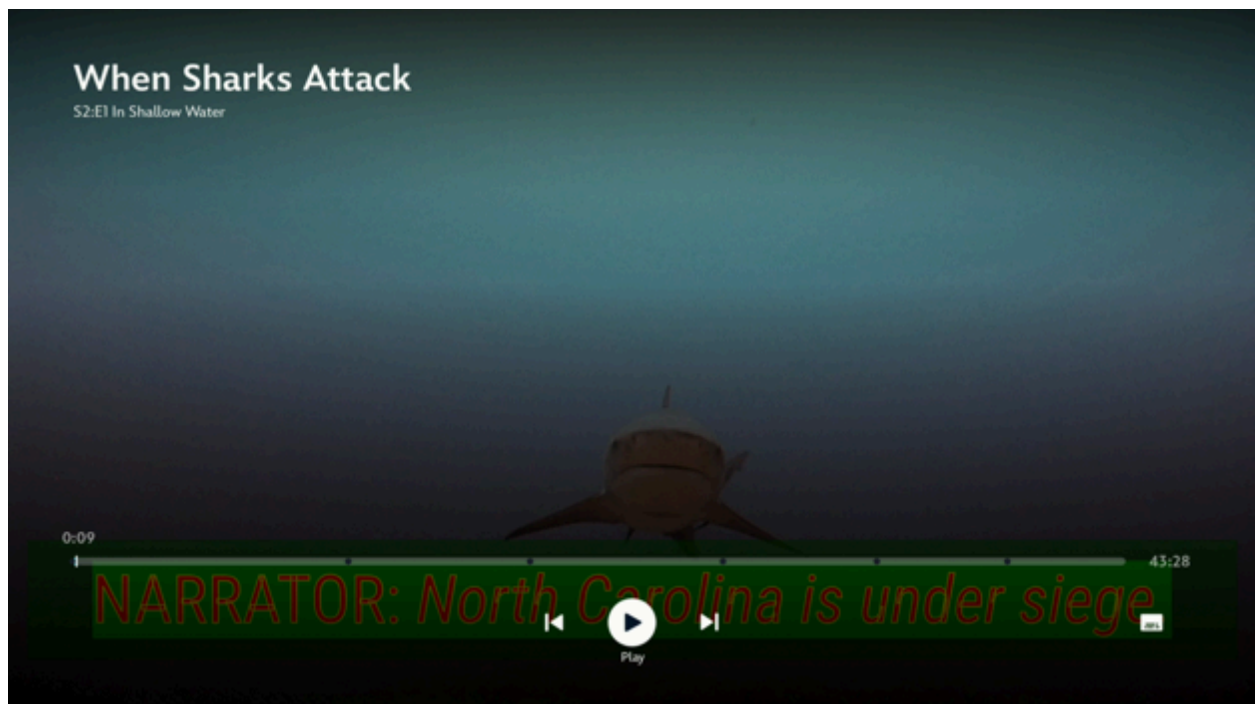 When Sharks Attack
S2:E1 In Shallow Water
0:09
43:28
NARRATOR: North Carolina is under siege
Play